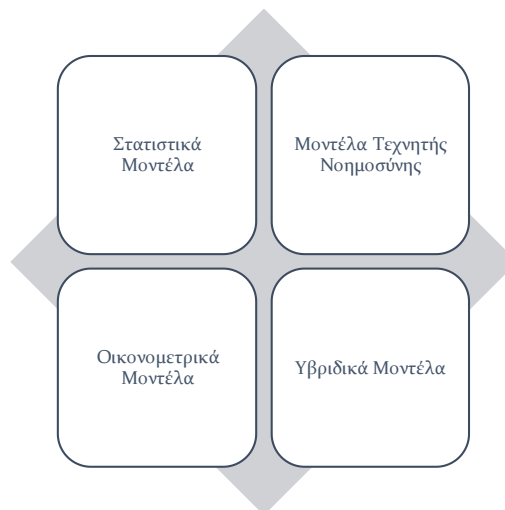 Στατιστικά
Μοντέλα
Μοντέλα Τεχνητής
Νοημοσύνης
Οικονομετρικά
Μοντέλα
Υβριδικά Μοντέλα